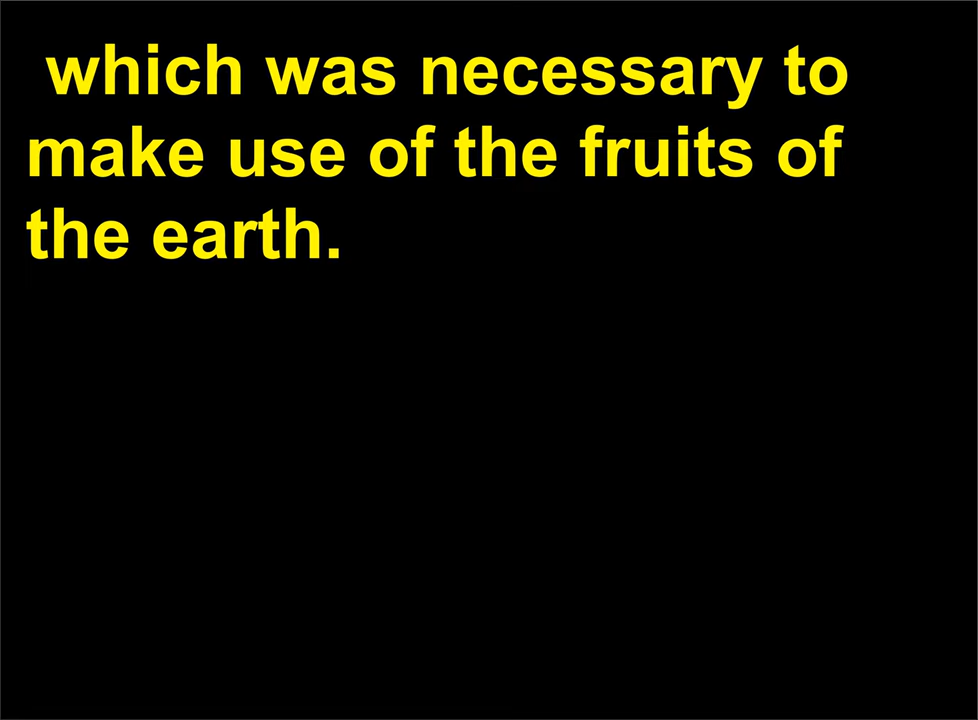 which was necessary to
make use of the fruits of
the earth.